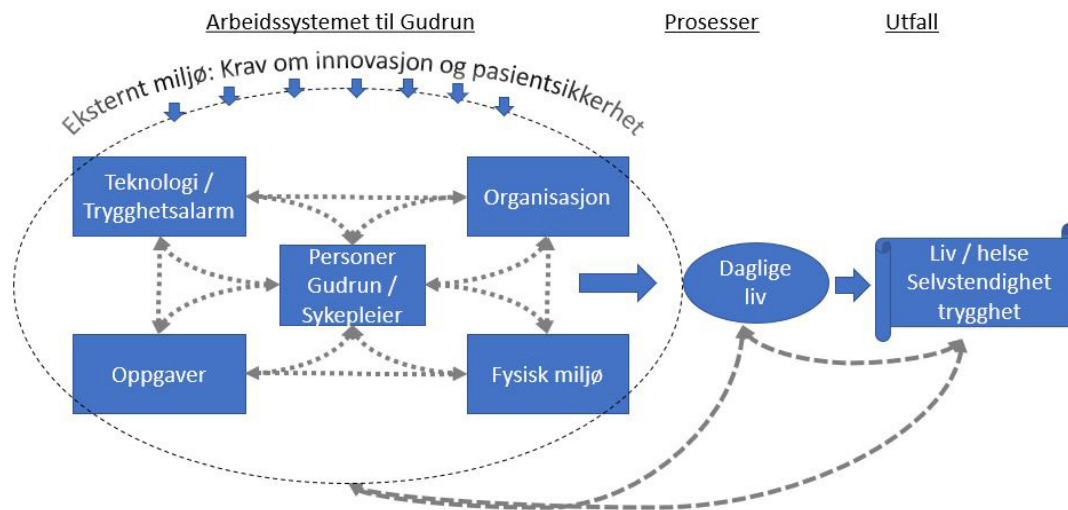 Arbeidssystemet til Gudrun
Prosesser
Utfall
Eksternt miljø: Krav om innovasjon og pasientsikkerhet
Teknologi /
Trygghetsalarm
Organisasjon
Personer
Gudrun /
Sykepleier
Oppgaver
Fysisk miljø
Daglige
liv
Liv / helse
Selvstendighet
trygghet